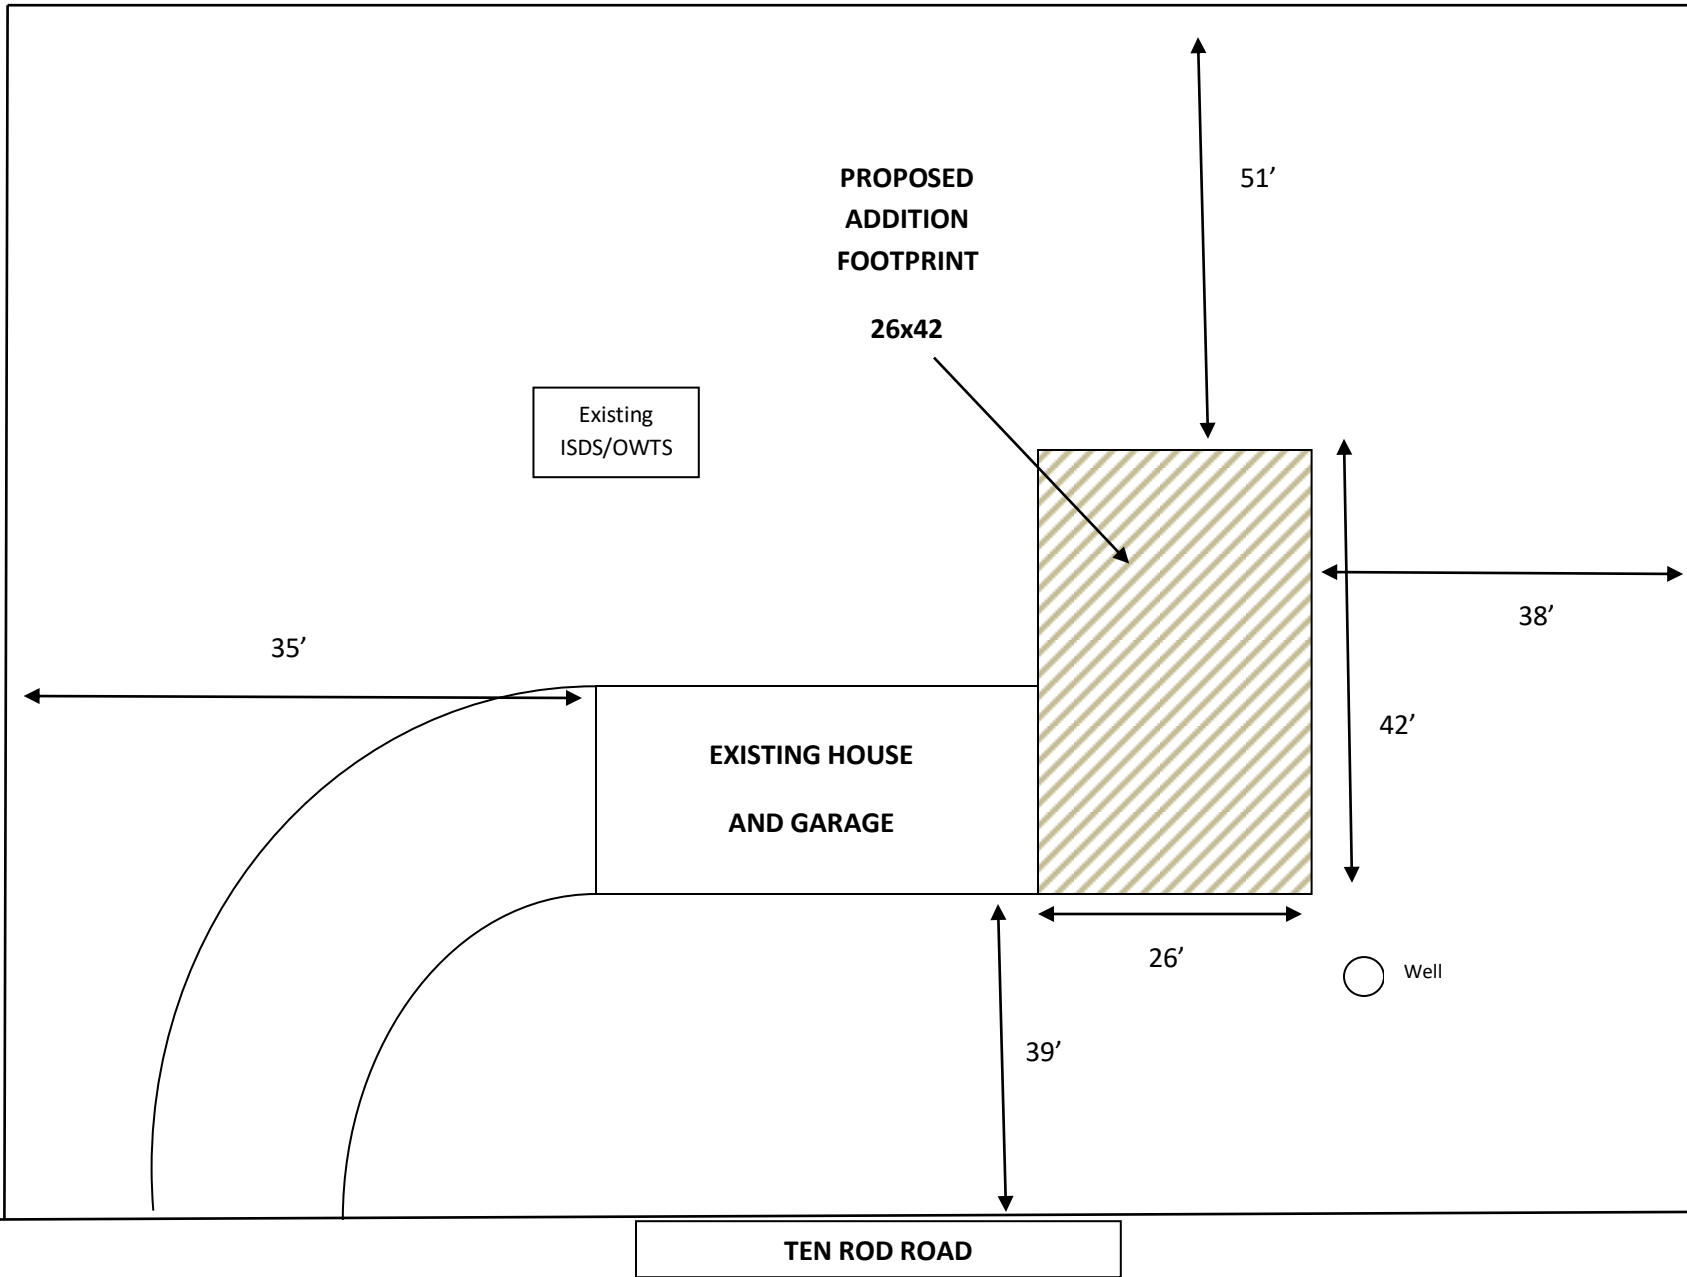 51’
PROPOSED
ADDITION
FOOTPRINT
26x42
Existing
ISDS/OWTS
38’
35’
42’
EXISTING HOUSE
AND GARAGE
26’
Well
39’
TEN ROD ROAD